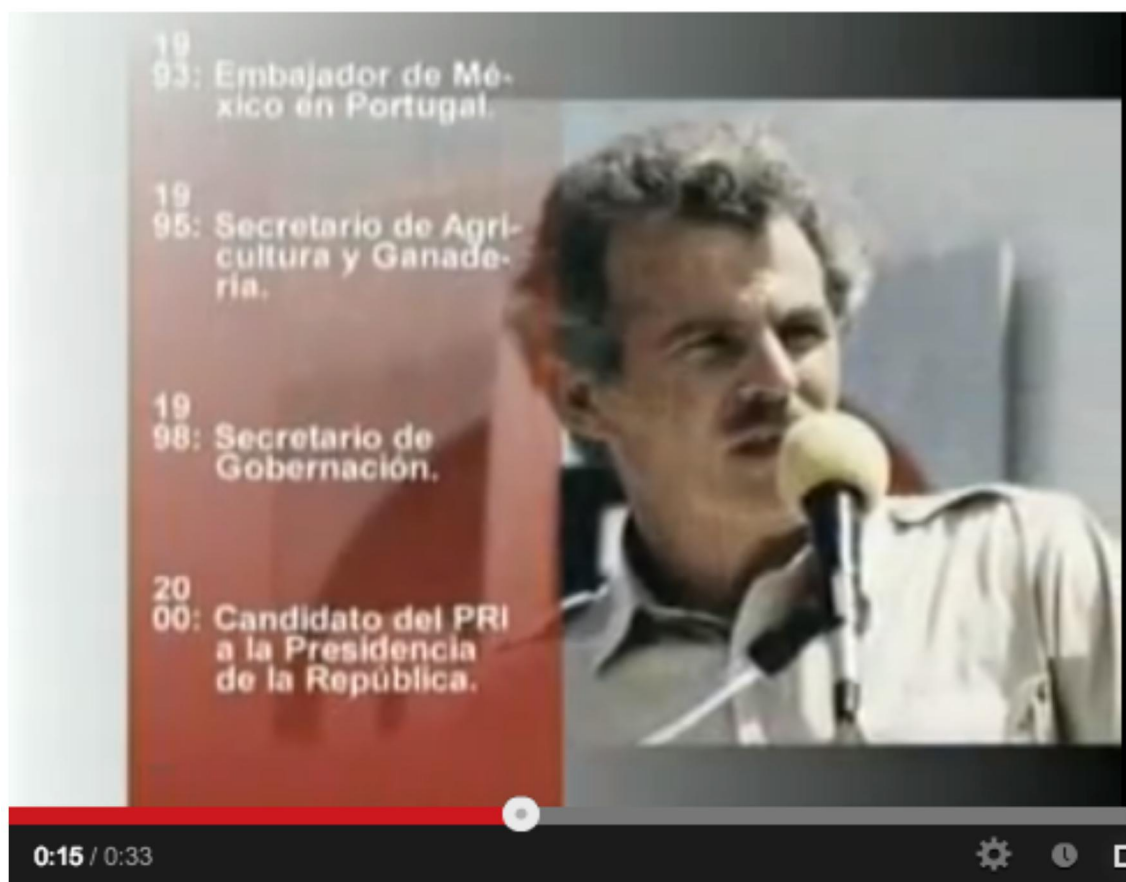 19
93: Embajador de Mé-
xico en Portugal.
19
95: Secretario de Agri-
cultura y Ganade-
ria.
19
98: Secretario de
Gobernación.
20
00: Candidato del PRI
a la Presidencia
de la República.
0:15 / 0:33